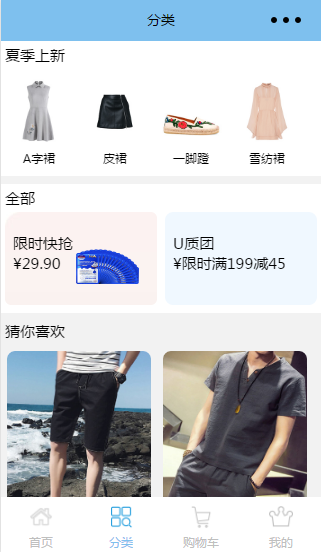 分类
夏季上新
A字裙 皮裙 一脚蹬 雪纺裙
全部
限时快抢
¥29.90
U质团
¥限时满199减45
猜你喜欢
首页 分类 购物车 我的